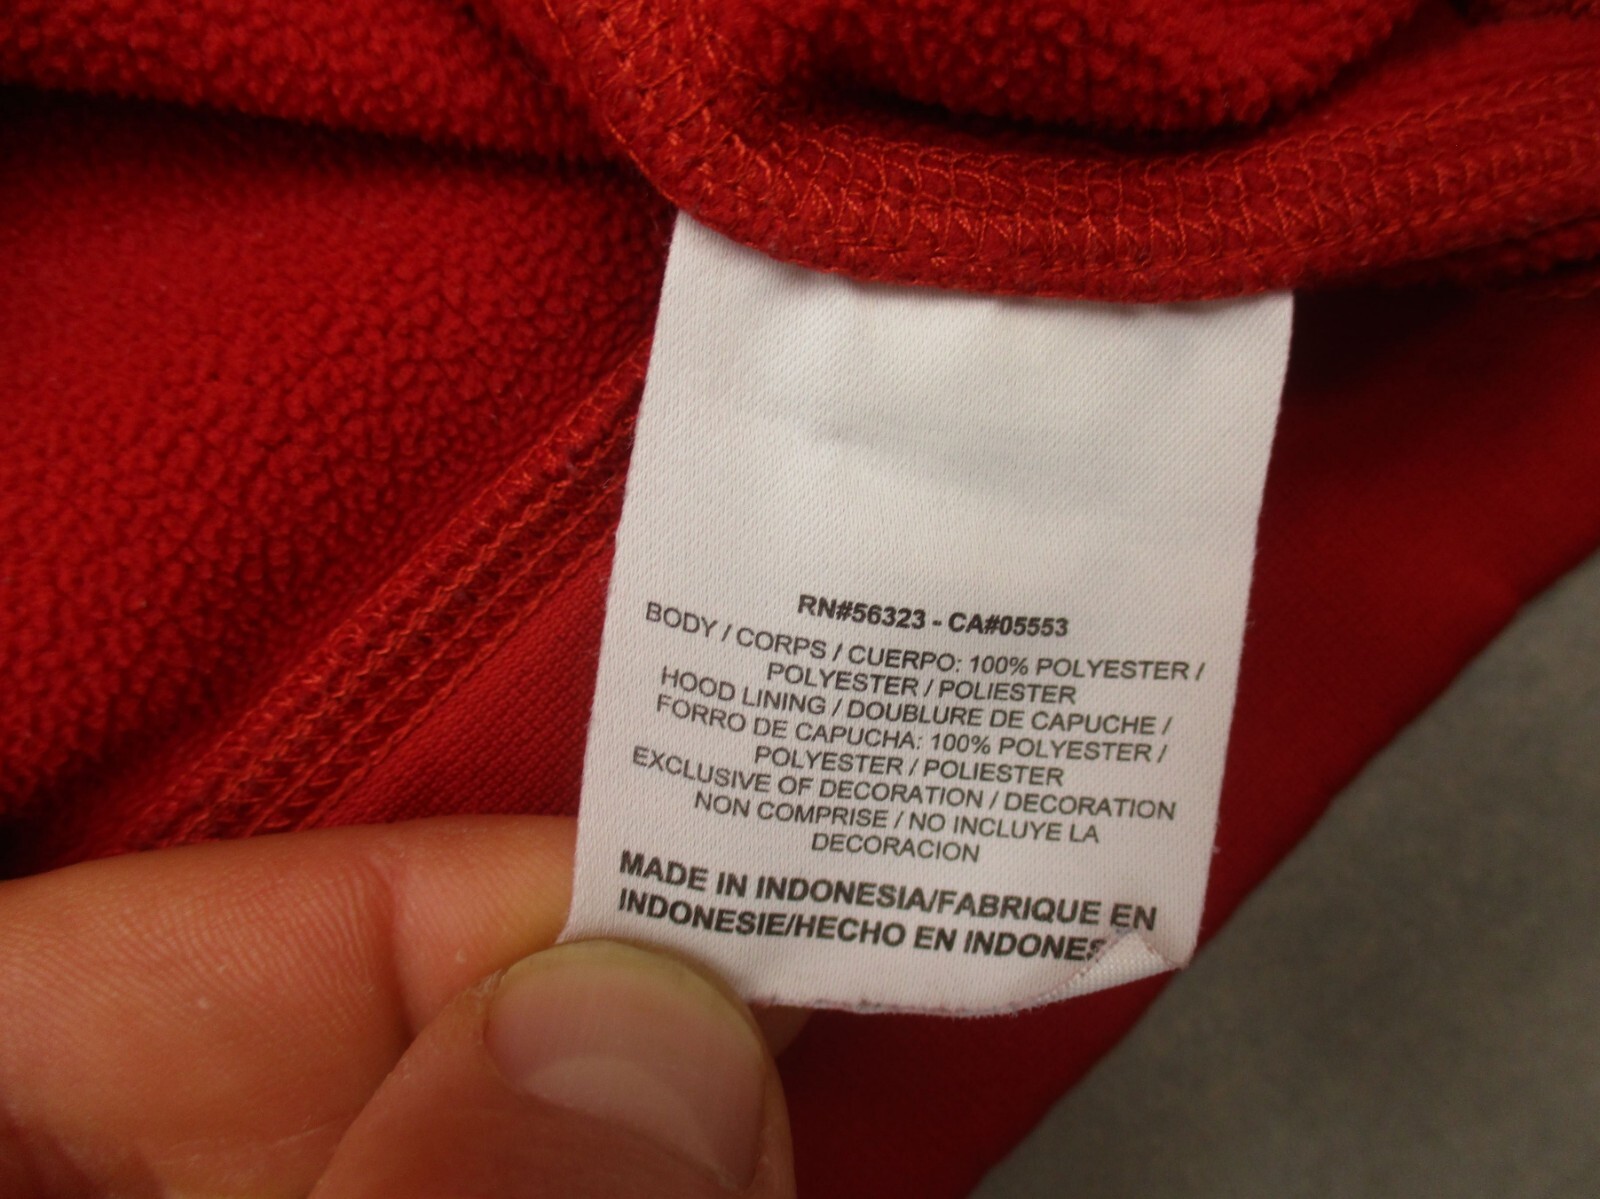 RN#56323 - CA#05553
BODY / CORPS / CUERPO: 100% POLYESTER /
POLYESTER / POLIESTER
HOOD LINING / DOUBLURE DE CAPUCHE /
FORRO DE CAPUCHA: 100% POLYESTER /
POLYESTER / POLIESTER
EXCLUSIVE OF DECORATION / DECORATION
NON COMPRISE / NO INCLUYE LA
DECORACION
MADE IN INDONESIA/FABRIQUE EN
INDONESIE/HECHO EN